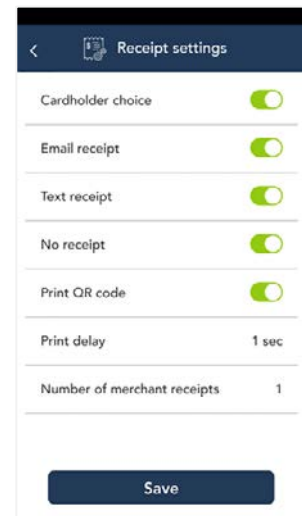 Receipt settings
Cardholder choice
Email receipt
Text receipt
No receipt
Print QR code
Print delay 1 sec
Number of merchant receipts 1
Save